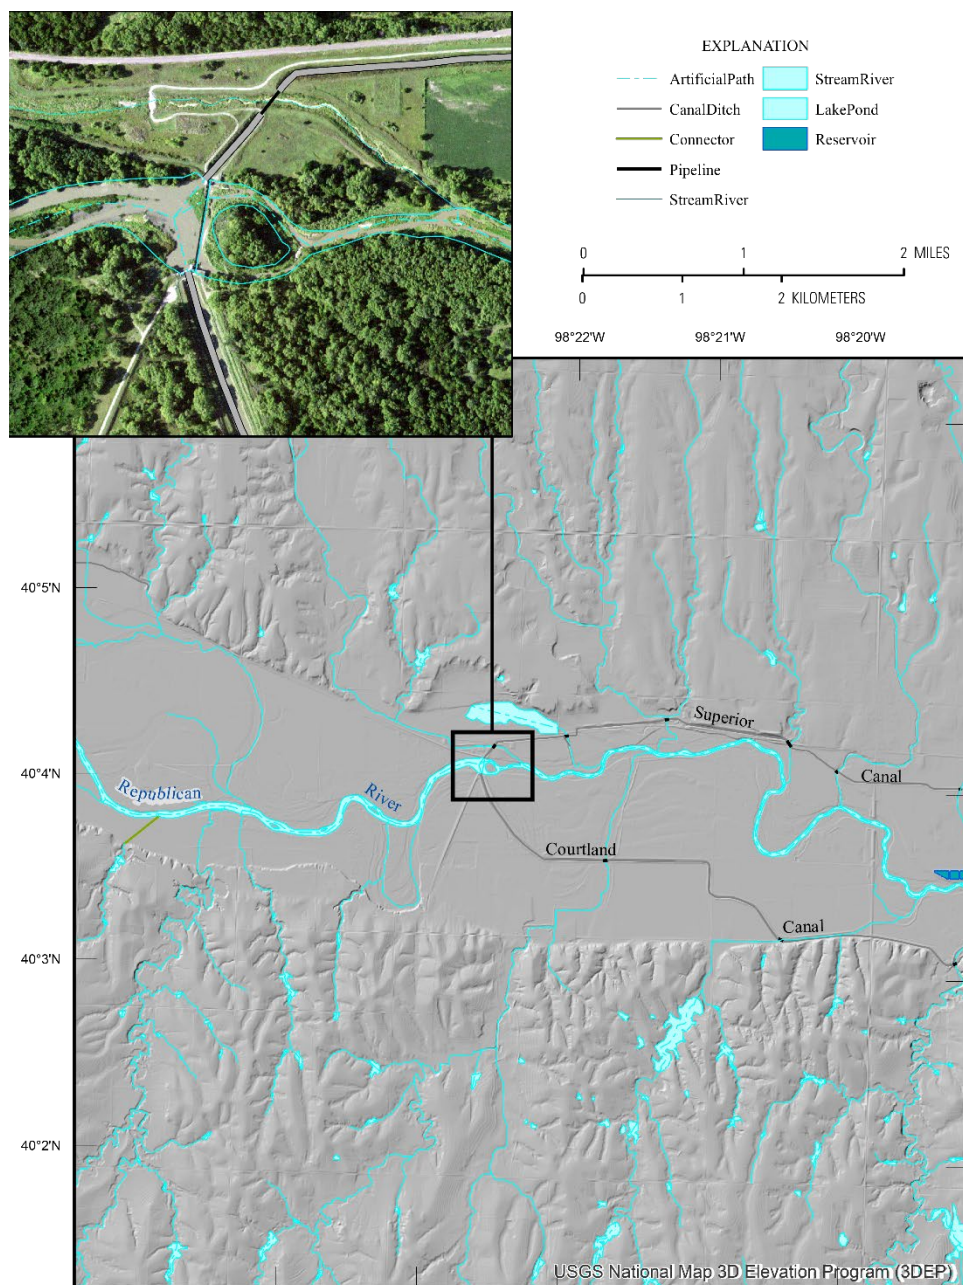 EXPLANATION
ArtificialPath
StreamRiver
CanalDitch
LakePond
Connector
Reservoir
Pipeline
StreamRiver
0 1 2 MILES
0 1 2 KILOMETERS
98°22'W 98°21'W 98°20'W
40°5'N
Superior
40°4'N
Canal
Republican
River
Courtland
Canal
40°3'N
40°2'N
USGS National Map 3D Elevation Program (3DEP)